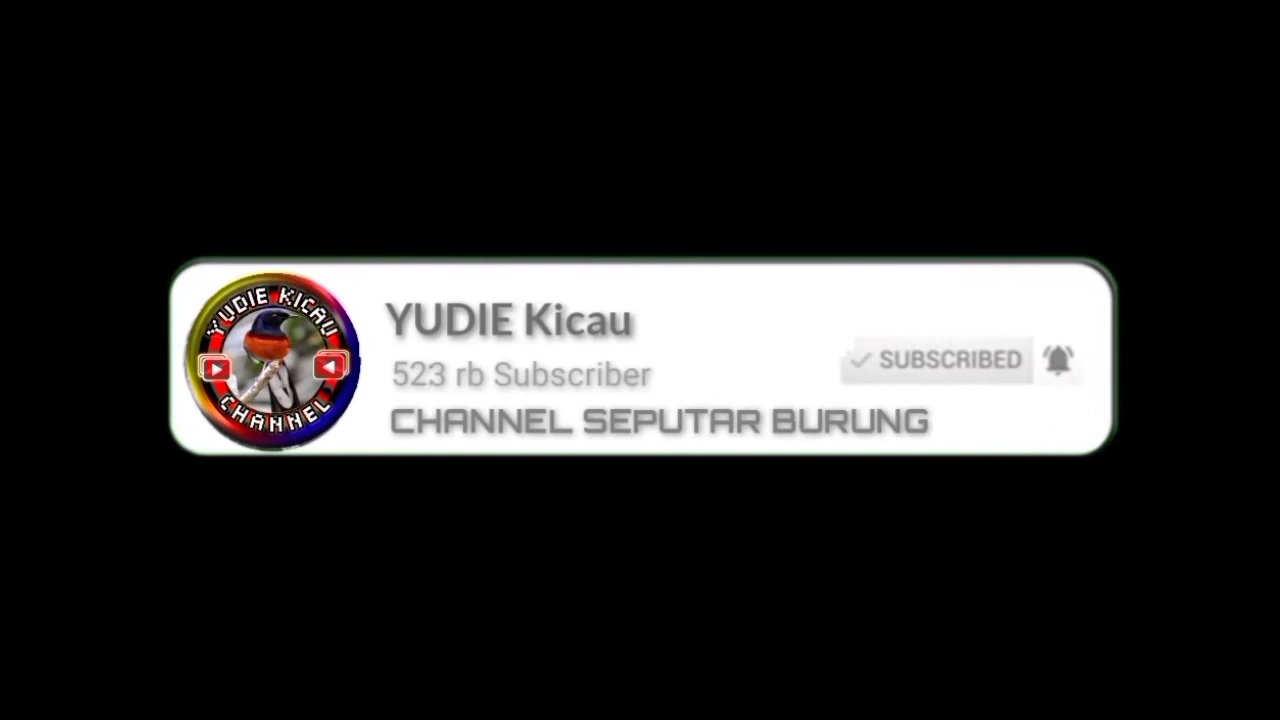 YUDIE KICAU
CHANNEL
YUDIE Kicau
523 rb Subscriber
CHANNEL SEPUTAR BURUNG
SUBSCRIBED